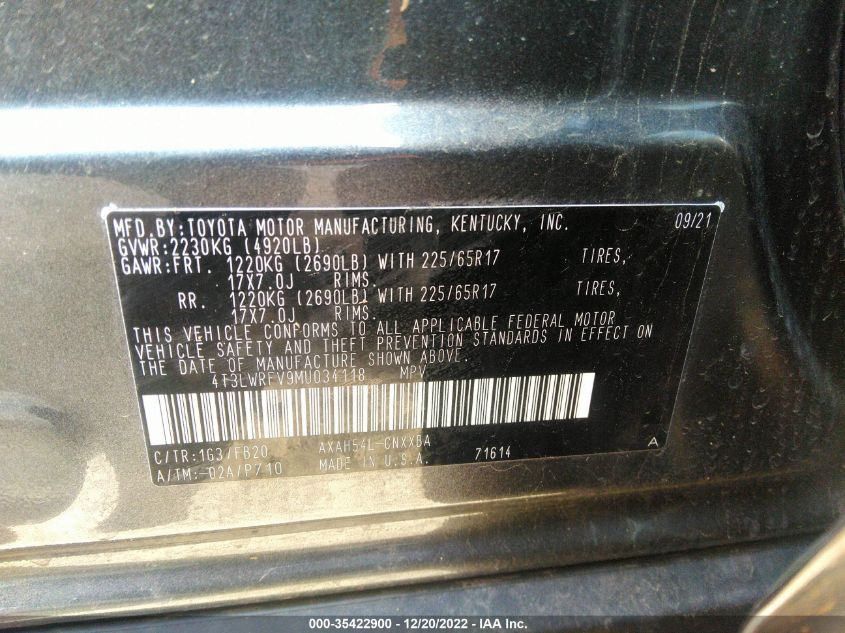 MFD.BY:TOYOTA MOTOR MANUFACTURING, KENTUCKY, INC. 09/21
GVWR:2230KG (4920LB)
GAWR:FRT. 1220KG (2690LB) WITH 225/65R17 TIRES,
17X7.0J RIMS.
RR. 1220KG (2690LB) WITH 225/65R17 TIRES,
17X7.0J RIMS.
THIS VEHICLE CONFORMS TO ALL APPLICABLE FEDERAL MOTOR
VEHICLE SAFETY AND THEFT PREVENTION STANDARDS IN EFFECT ON
THE DATE OF MANUFACTURE SHOWN ABOVE.
4T3LWRFV9MU034118 MPV
C/TR:1G3/FB20 AXAH54L-CNXXBA A
A/TM:-02A/P710 MADE IN U.S.A. 71614
000-35422900 - 12/20/2022 - IAA Inc.